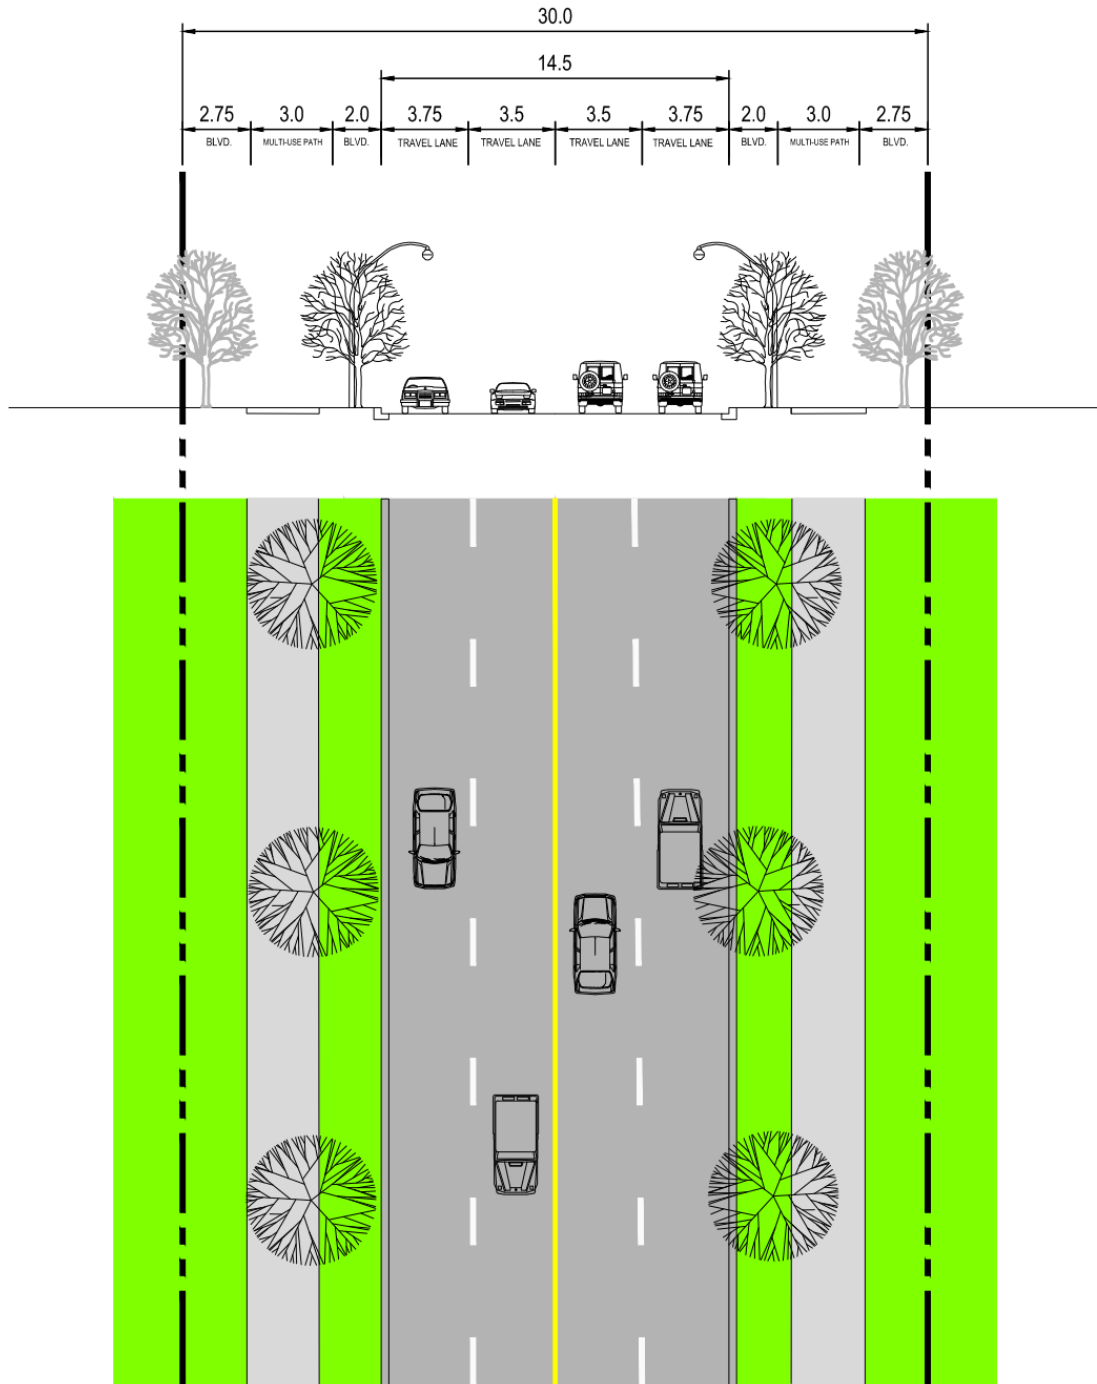 30.0
14.5
2.75 3.0 2.0 3.75 3.5 3.5 3.75 2.0 3.0 2.75
BLVD. MULTI-USE PATH BLVD. TRAVEL LANE TRAVEL LANE TRAVEL LANE TRAVEL LANE BLVD. MULTI-USE PATH BLVD.